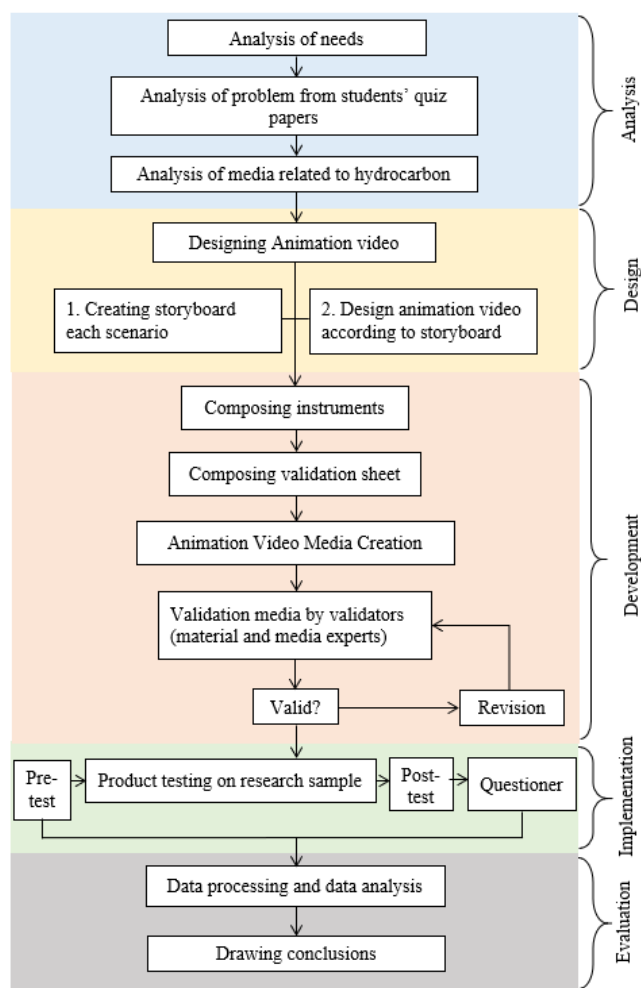 Analysis of needs
Analysis of problem from students' quiz
papers
Analysis of media related to hydrocarbon
Analysis
Designing Animation video
1. Creating storyboard
each scenario
2. Design animation video
according to storyboard
Design
Composing instruments
Composing validation sheet
Animation Video Media Creation
Validation media by validators
(material and media experts)
Valid?
Revision
Development
Pre-
test
Product testing on research sample
Post-
test
Questioner
Implementation
Data processing and data analysis
Drawing conclusions
Evaluation